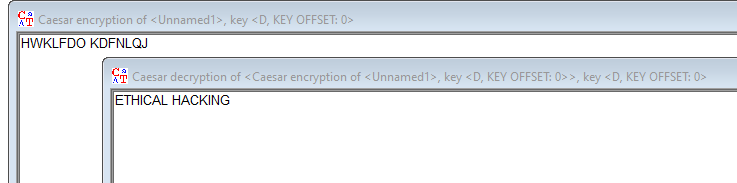 Caesar encryption of <Unnamed1>, key <D, KEY OFFSET: 0>
HWKLFDO KDFNLQJ
Caesar decryption of <Caesar encryption of <Unnamed1>, key <D, KEY OFFSET: 0>>, key <D, KEY OFFSET: 0>
ETHICAL HACKING